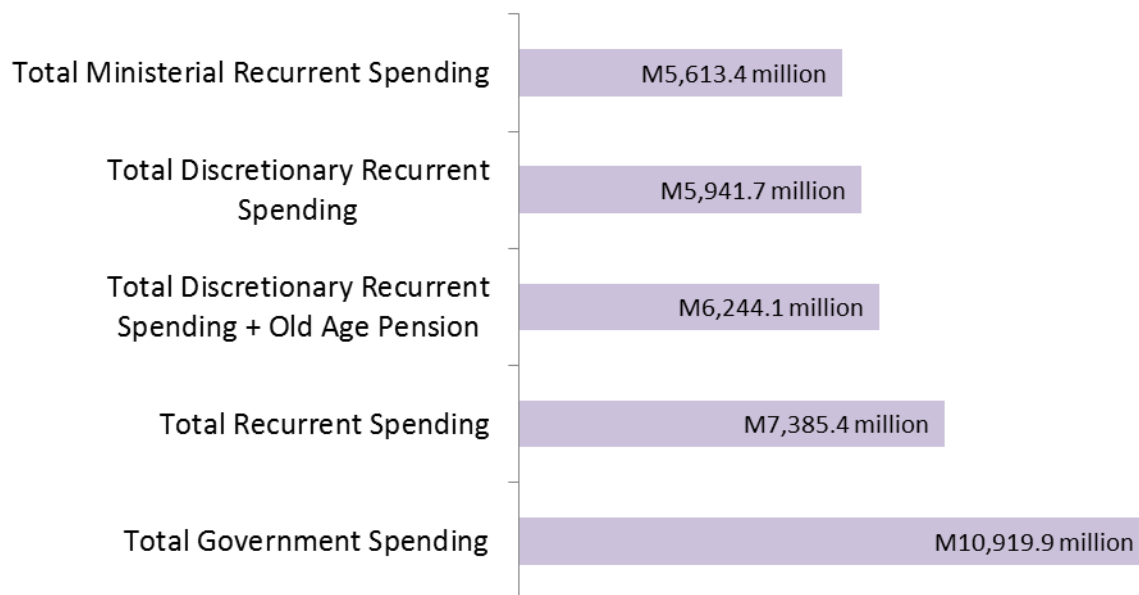 Total Ministerial Recurrent Spending
M5,613.4 million
Total Discretionary Recurrent
Spending
M5,941.7 million
Total Discretionary Recurrent
Spending + Old Age Pension
M6,244.1 million
Total Recurrent Spending
M7,385.4 million
Total Government Spending
M10,919.9 million